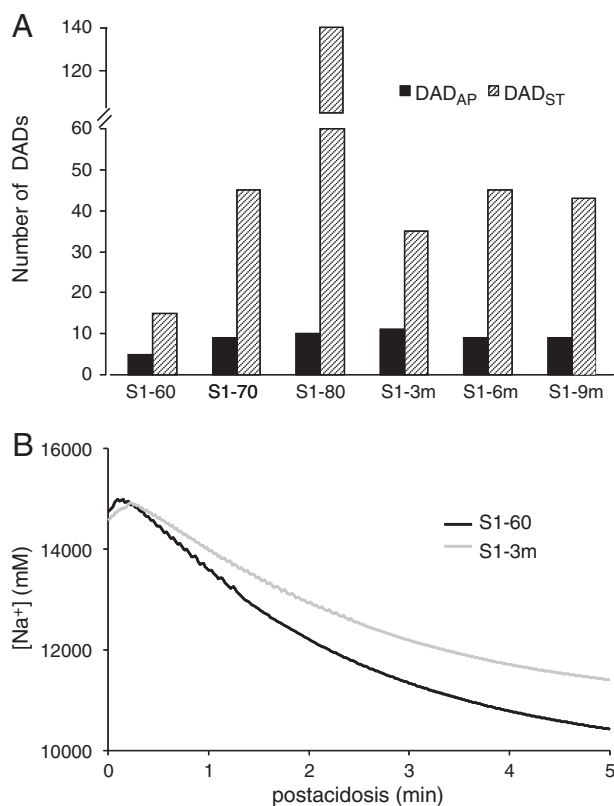 A
Number of DADs
140
120
60
50
40
30
20
10
0
DAD_AP DAD_ST
S1-60 S1-70 S1-80 S1-3m S1-6m S1-9m
B
[Na⁺] (mM)
16000
14000
12000
10000
S1-60
S1-3m
0 1 2 3 4 5
postacidosis (min)